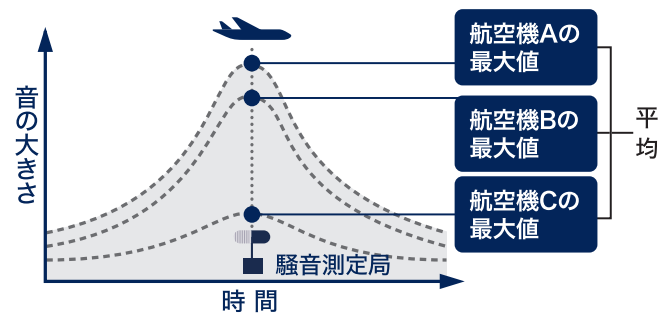 航空機Aの
最大値
航空機Bの
最大値
航空機Cの
最大値
平均
音の大きさ
騒音測定局
時間